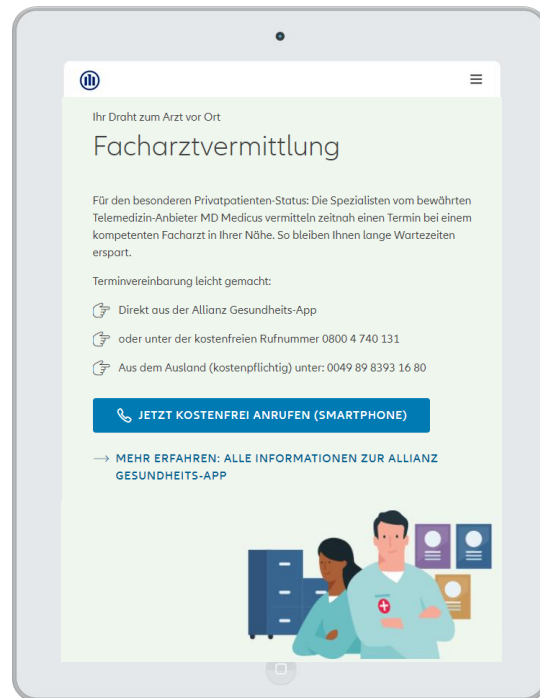 Ihr Draht zum Arzt vor Ort
Facharztvermittlung
Für den besonderen Privatpatienten-Status: Die Spezialisten vom bewährten
Telemedizin-Anbieter MD Medicus vermitteln zeitnah einen Termin bei einem
kompetenten Facharzt in Ihrer Nähe. So bleiben Ihnen lange Wartezeiten
erspart.
Terminvereinbarung leicht gemacht:
Direkt aus der Allianz Gesundheits-App
oder unter der kostenfreien Rufnummer 0800 4 740 131
Aus dem Ausland (kostenpflichtig) unter: 0049 89 8393 16 80
JETZT KOSTENFREI ANRUFEN (SMARTPHONE)
MEHR ERFAHREN: ALLE INFORMATIONEN ZUR ALLIANZ
GESUNDHEITS-APP